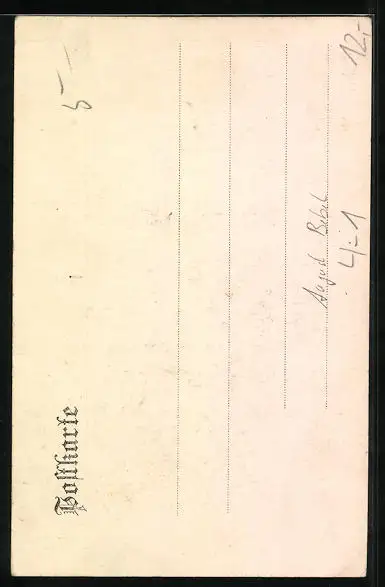 Postkarte
5 –
August Bebel
4:- 1
12,-